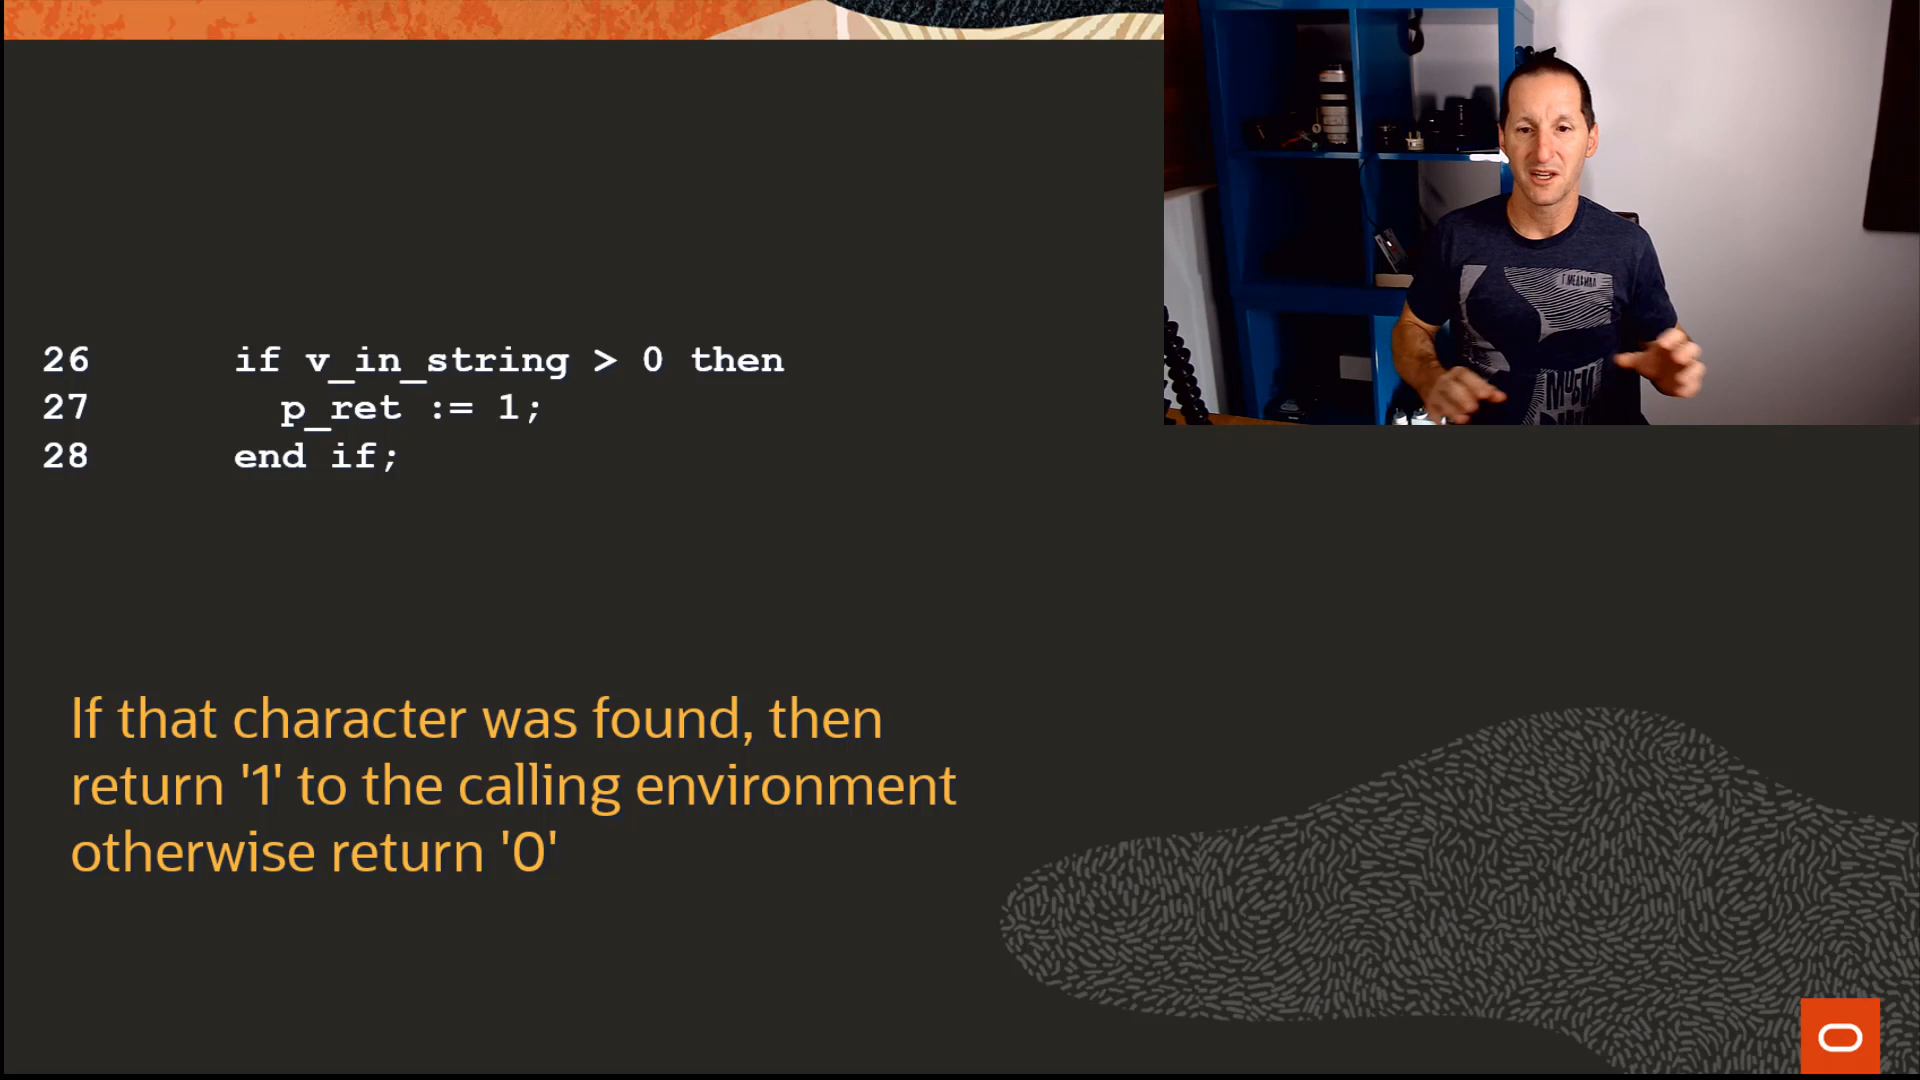 26 if v_in_string > 0 then
27 p_ret := 1;
28 end if;
If that character was found, then
return '1' to the calling environment
otherwise return '0'